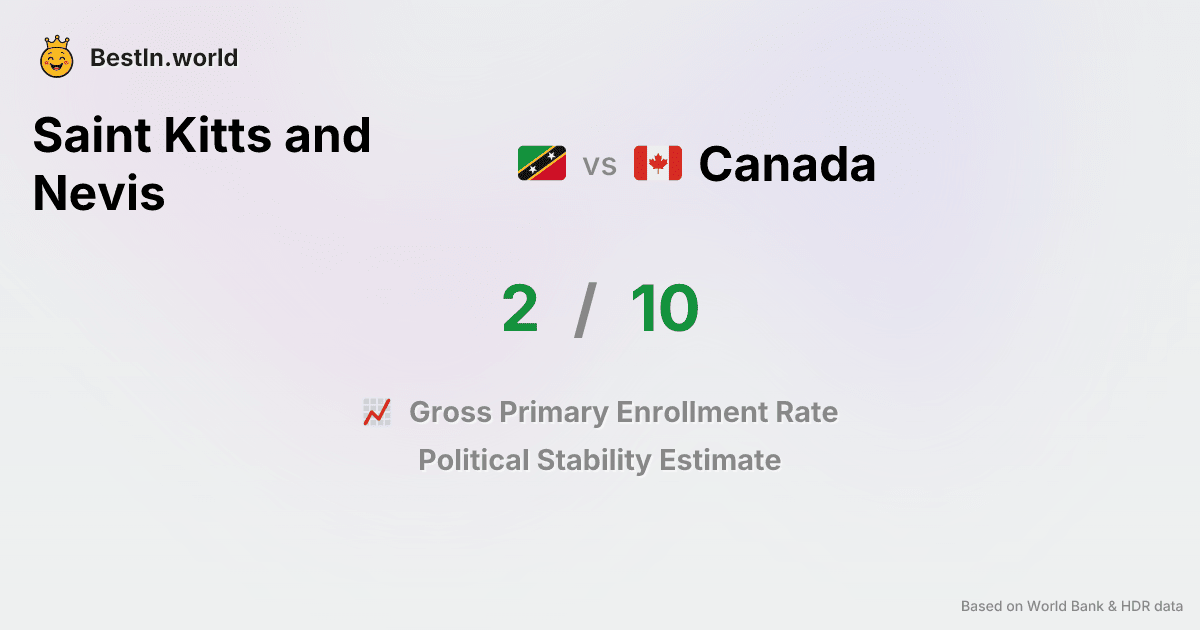 BestIn.world
Saint Kitts and
Nevis
vs
Canada
2 / 10
Gross Primary Enrollment Rate
Political Stability Estimate
Based on World Bank & HDR data